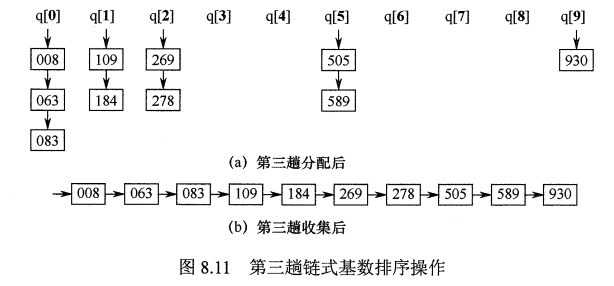 q[0] q[1] q[2] q[3] q[4] q[5] q[6] q[7] q[8] q[9]
008 109 269 505 930
063 184 278 589
083
(a) 第三趟分配后
008 063 083 109 184 269 278 505 589 930
(b) 第三趟收集后
图 8.11 第三趟链式基数排序操作